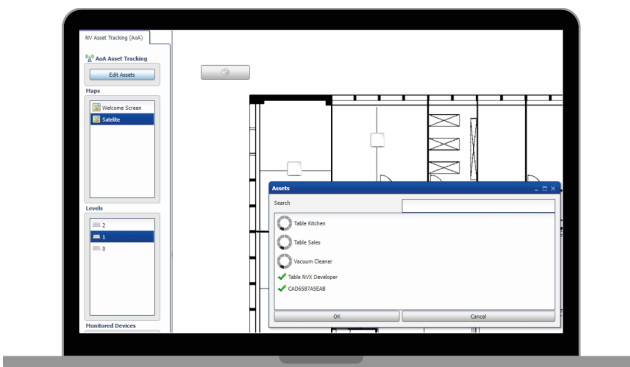 NV Asset Tracking (AoA)
AoA Asset Tracking
Edit Assets
Maps
Welcome Screen
Satelite
Levels
2
1
0
Monitored Devices
Assets
Search
Table Kitchen
Table Sales
Vacuum Cleaner
Table NVX Developer
CAD6587A5EAB
OK
Cancel